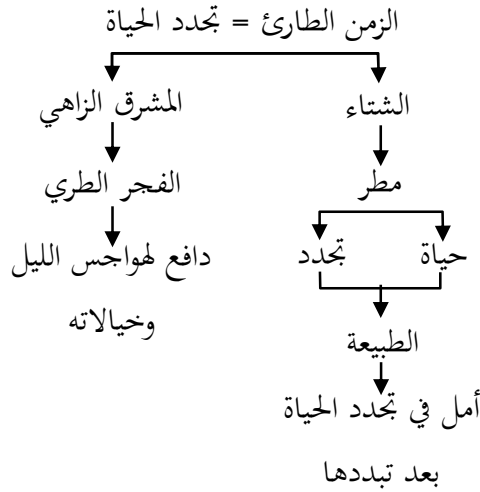 الزمن الطارئ = تجدد الحياة
الشتاء
المشرق الزاهي
مطر
الفجر الطري
حياة
تجدد
دافع لهواجس الليل
وخيالاته
الطبيعة
أمل في تجدد الحياة
بعد تبددها